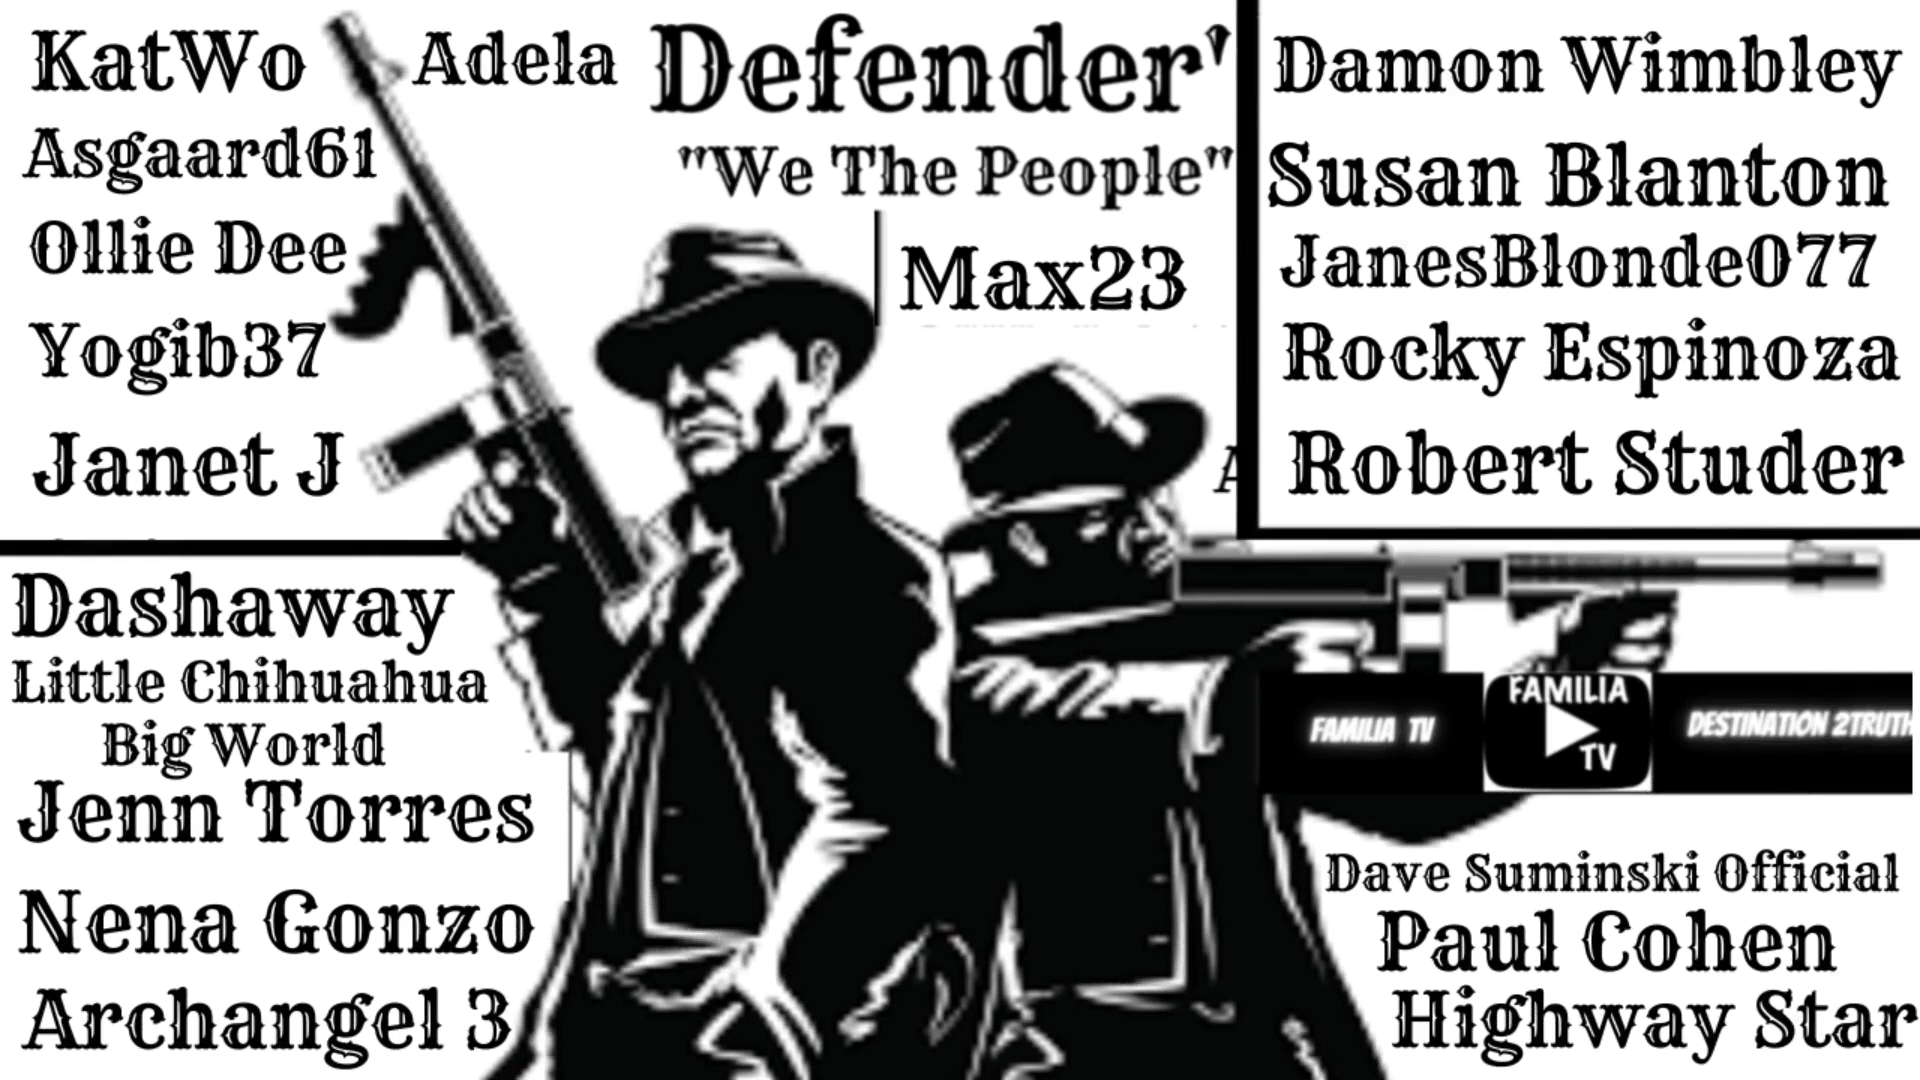 KatWo
Adela
Asgaard61
Ollie Dee
Yogib37
Janet J
Defender'
"We The People"
Max23
Damon Wimbley
Susan Blanton
JanesBlonde077
Rocky Espinoza
Robert Studer
A
Dashaway
Little Chihuahua
Big World
Jenn Torres
Nena Gonzo
Archangel 3
FAMILIA TV
FAMILIA
TV
DESTINATION 2TRUTH
Dave Suminski Official
Paul Cohen
Highway Star